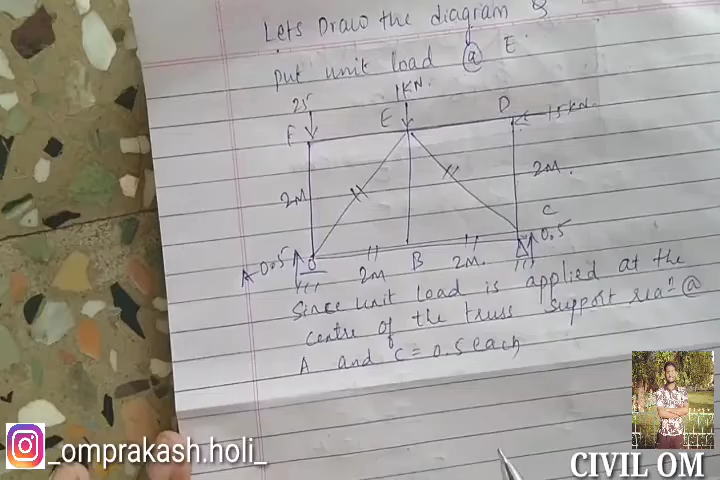 Lets Draw the diagram &
put unit load @ E.
25
1KN.
F
E
D
15KN.
2M
2M.
C
0.5
A 0.5
2M
B
2M.
Since unit load is applied at the
centre of the truss support rea? @
A and C = 0.5 each
_omprakash.holi_
CIVIL OM